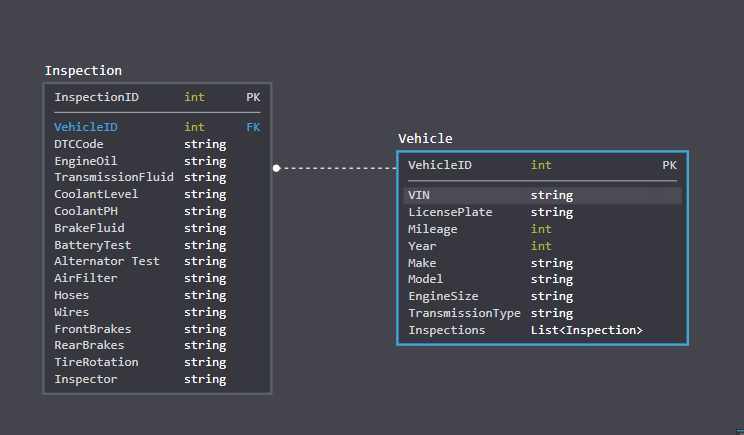 Inspection
InspectionID int PK
VehicleID int FK
DTCCode string
EngineOil string
TransmissionFluid string
CoolantLevel string
CoolantPH string
BrakeFluid string
BatteryTest string
Alternator Test string
AirFilter string
Hoses string
Wires string
FrontBrakes string
RearBrakes string
TireRotation string
Inspector string
Vehicle
VehicleID int PK
VIN string
LicensePlate string
Mileage int
Year int
Make string
Model string
EngineSize string
TransmissionType string
Inspections List<Inspection>